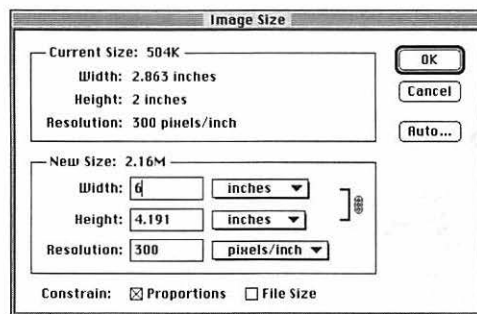 Image Size
Current Size: 504K
Width: 2.863 inches
Height: 2 inches
Resolution: 300 pixels/inch
OK
Cancel
Auto...
New Size: 2.16M
Width: 6 inches
Height: 4.191 inches
Resolution: 300 pixels/inch
Constrain: Proportions File Size